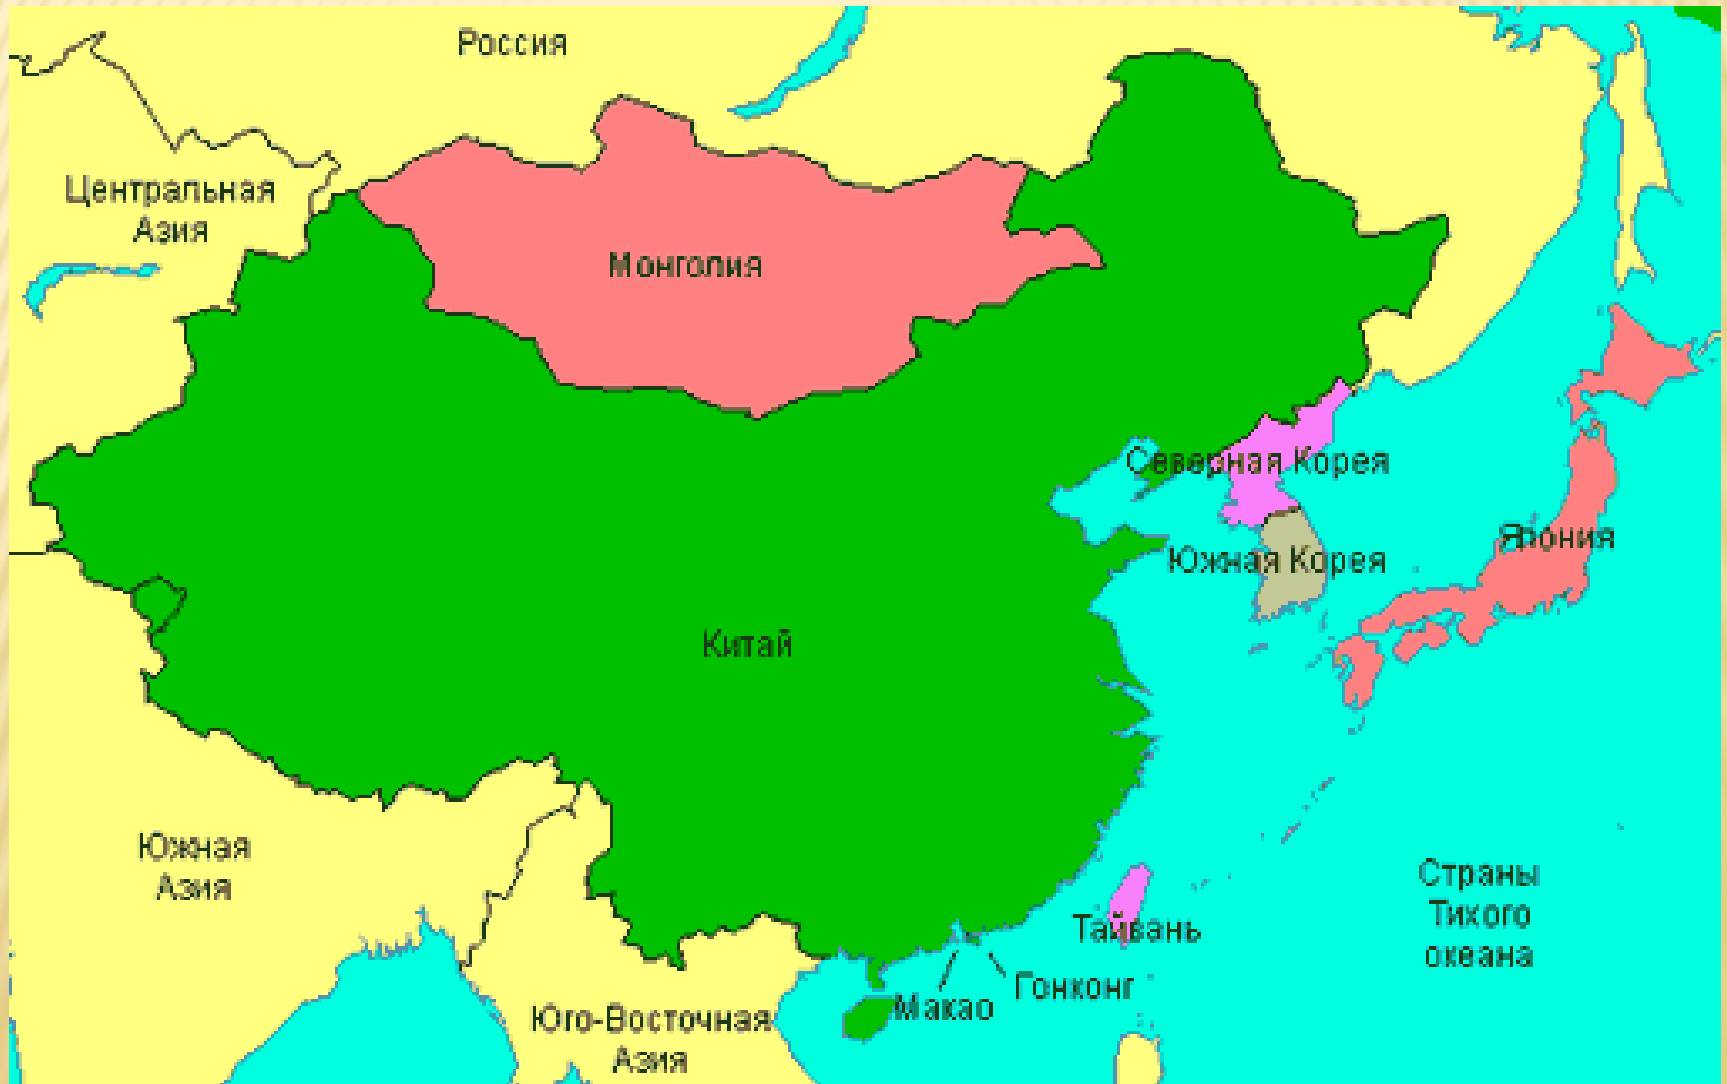 Россия
Центральная
Азия
Монголия
Северная Корея
Япония
Южная Корея
Китай
Южная
Азия
Страны
Тихого
океана
Тайвань
Гонконг
Макао
Юго-Восточная
Азия